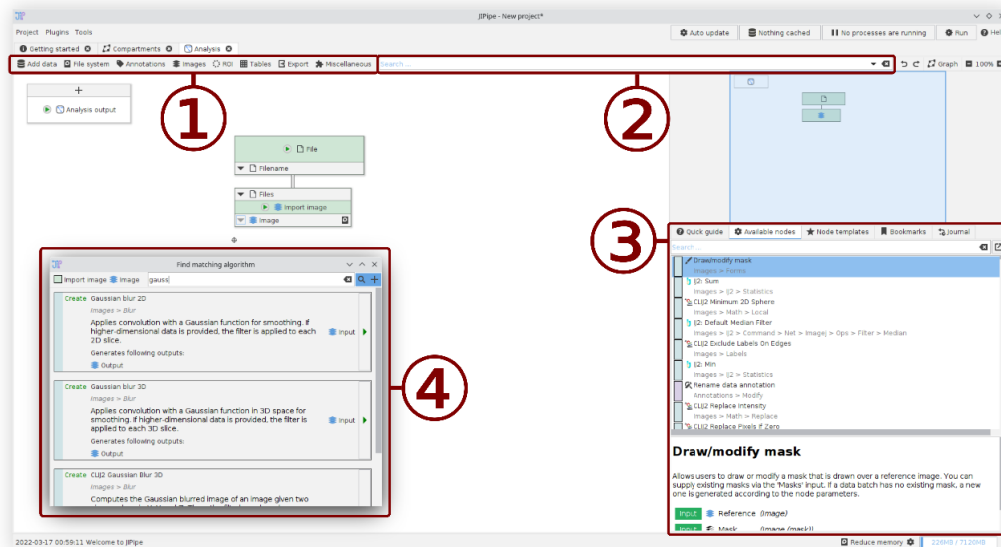 JIPipe - New project*
Project Plugins Tools
Auto update
Nothing cached
No processes are running
Run
Getting started
Compartments
Analysis
Add data
File system
Annotations
Images
ROI
Tables
Export
Miscellaneous
Search ...
Graph
100%
1
2
Analysis output
File
Filename
Files
Import image
Image
3
Quick guide
Available nodes
Node templates
Bookmarks
Journal
Search ...
Draw/modify mask
Images > Forms
IJ2: Sum
Images > IJ2 > Statistics
CLIJ2 Minimum 2D Sphere
Images > Math > Local
IJ2: Default Median Filter
Images > IJ2 > Command > Net > Imagej > Ops > Filter > Median
CLIJ2 Exclude Labels On Edges
Images > Labels
IJ2: Min
Images > IJ2 > Statistics
Rename data annotation
Annotations > Modify
CLIJ2 Replace Intensity
Images > Math > Replace
CLIJ2 Replace Pixels If Zero
Draw/modify mask
Allows users to draw or modify a mask that is drawn over a reference image. You can
supply existing masks via the 'Masks' input. If a data batch has no existing mask, a new
one is generated according to the node parameters.
Input Reference (Image)
Input Mask (Image (mask))
Find matching algorithm
Import image Image gauss
Create Gaussian blur 2D
Images > Blur
Applies convolution with a Gaussian function for smoothing. If
higher-dimensional data is provided, the filter is applied to each
2D slice.
Input
Generates following outputs:
Output
Create Gaussian blur 3D
Images > Blur
Applies convolution with a Gaussian function in 3D space for
smoothing. If higher-dimensional data is provided, the filter is
applied to each 3D slice.
Input
Generates following outputs:
Output
Create CLIJ2 Gaussian Blur 3D
Images > Blur
Computes the Gaussian blurred image of an image given two
4
2022-03-17 00:59:11 Welcome to JIPipe
Reduce memory
226MB / 7120MB